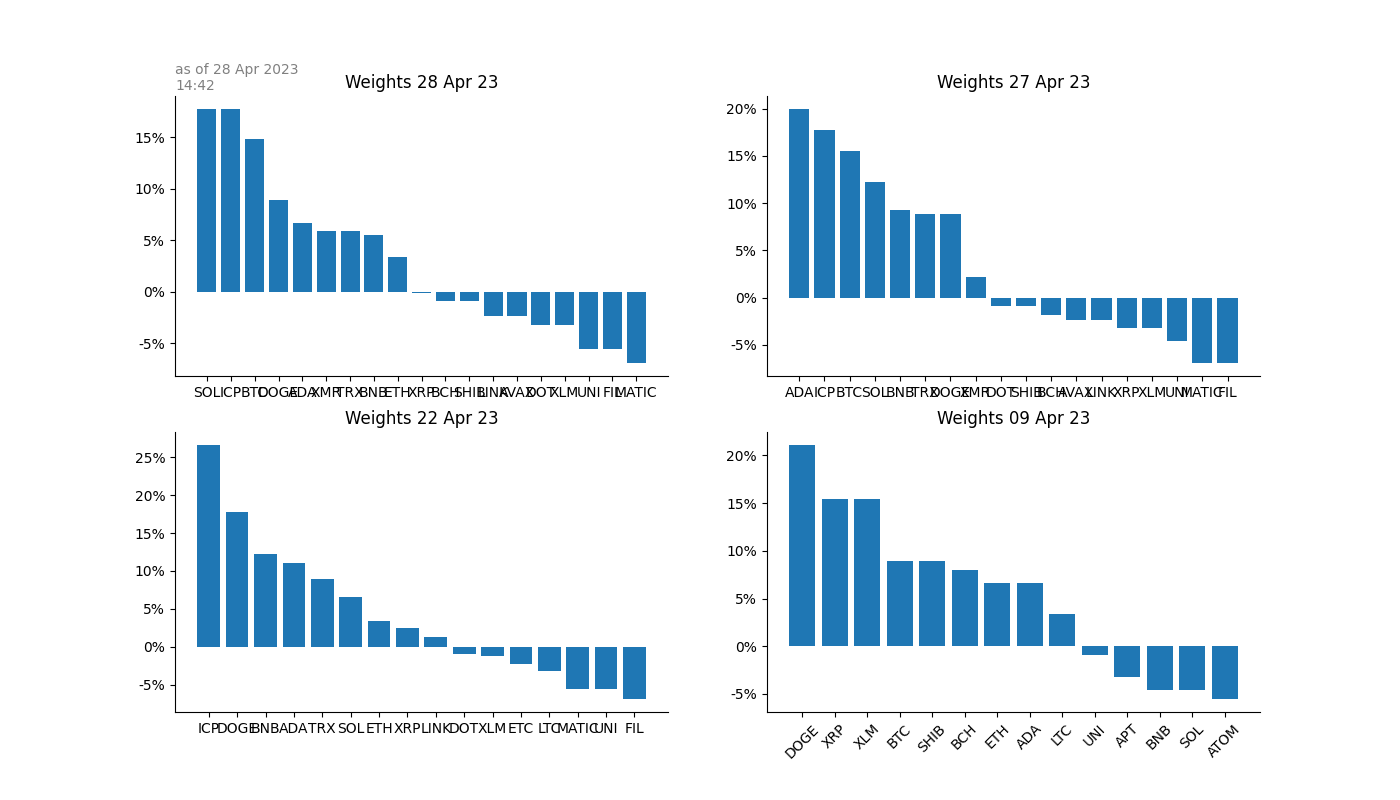 as of 28 Apr 2023
14:42
Weights 28 Apr 23
15%
10%
5%
0%
-5%
SOL ICP BTC DOGE ADA XMR TRX BNB ETH XRP BCH SHIB LINK AVAX DOT XLM UNI FIL MATIC
Weights 27 Apr 23
20%
15%
10%
5%
0%
-5%
ADA ICP BTC SOL BNB TRX DOGE XMR DOT SHIB BCH AVAX LINK XRP XLM UNI MATIC FIL
Weights 22 Apr 23
25%
20%
15%
10%
5%
0%
-5%
ICP DOGE BNB ADA TRX SOL ETH XRP LINK DOT XLM ETC LTC MATIC UNI FIL
Weights 09 Apr 23
20%
15%
10%
5%
0%
-5%
DOGE XRP XLM BTC SHIB BCH ETH ADA LTC UNI APT BNB SOL ATOM